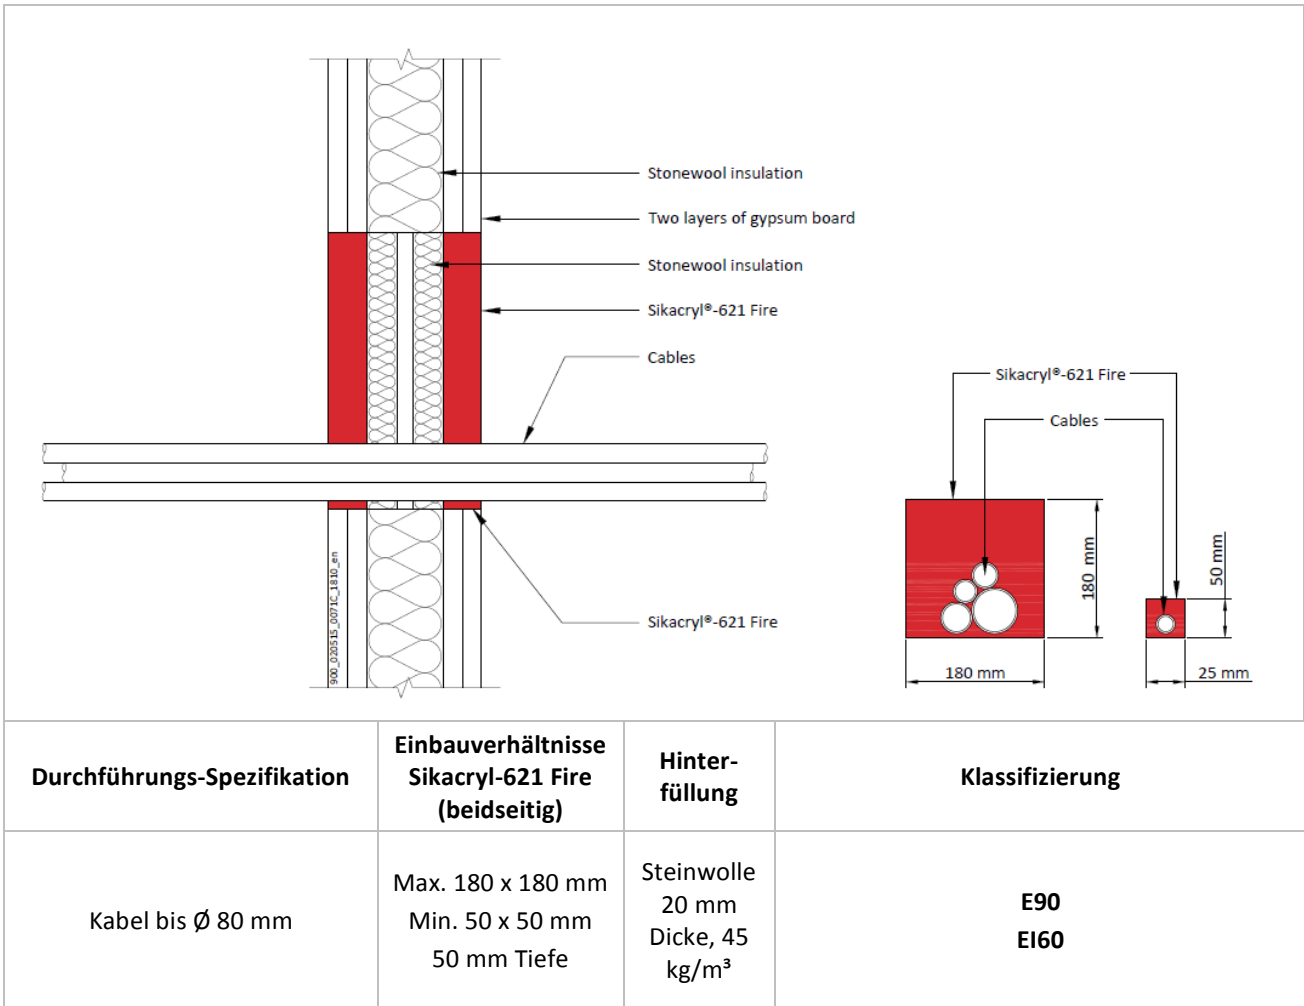 Stonewool insulation
Two layers of gypsum board
Stonewool insulation
Sikacryl®-621 Fire
Cables
Sikacryl®-621 Fire
900_020515_0071C_1810_en
Sikacryl®-621 Fire
Cables
180 mm
50 mm
180 mm
25 mm
Durchführungs-Spezifikation
Einbauverhältnisse
Sikacryl-621 Fire
(beidseitig)
Hinter-
füllung
Klassifizierung
Kabel bis Ø 80 mm
Max. 180 x 180 mm
Min. 50 x 50 mm
50 mm Tiefe
Steinwolle
20 mm
Dicke, 45
kg/m³
E90
EI60